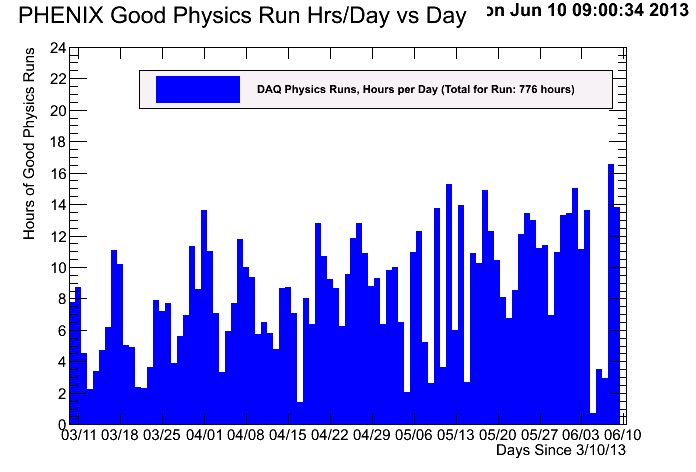 PHENIX Good Physics Run Hrs/Day vs Day
on Jun 10 09:00:34 2013
24
22
20
18
16
14
12
10
8
6
4
2
0
Hours of Good Physics Runs
DAQ Physics Runs, Hours per Day (Total for Run: 776 hours)
03/11 03/18 03/25 04/01 04/08 04/15 04/22 04/29 05/06 05/13 05/20 05/27 06/03 06/10
Days Since 3/10/13